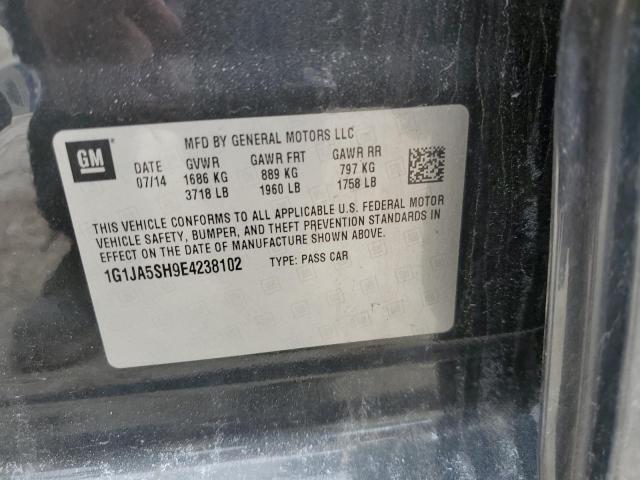 GM
MFD BY GENERAL MOTORS LLC
DATE GVWR GAWR FRT GAWR RR
07/14 1686 KG 889 KG 797 KG
3718 LB 1960 LB 1758 LB
THIS VEHICLE CONFORMS TO ALL APPLICABLE U.S. FEDERAL MOTOR
VEHICLE SAFETY, BUMPER, AND THEFT PREVENTION STANDARDS IN
EFFECT ON THE DATE OF MANUFACTURE SHOWN ABOVE.
1G1JA5SH9E4238102 TYPE: PASS CAR